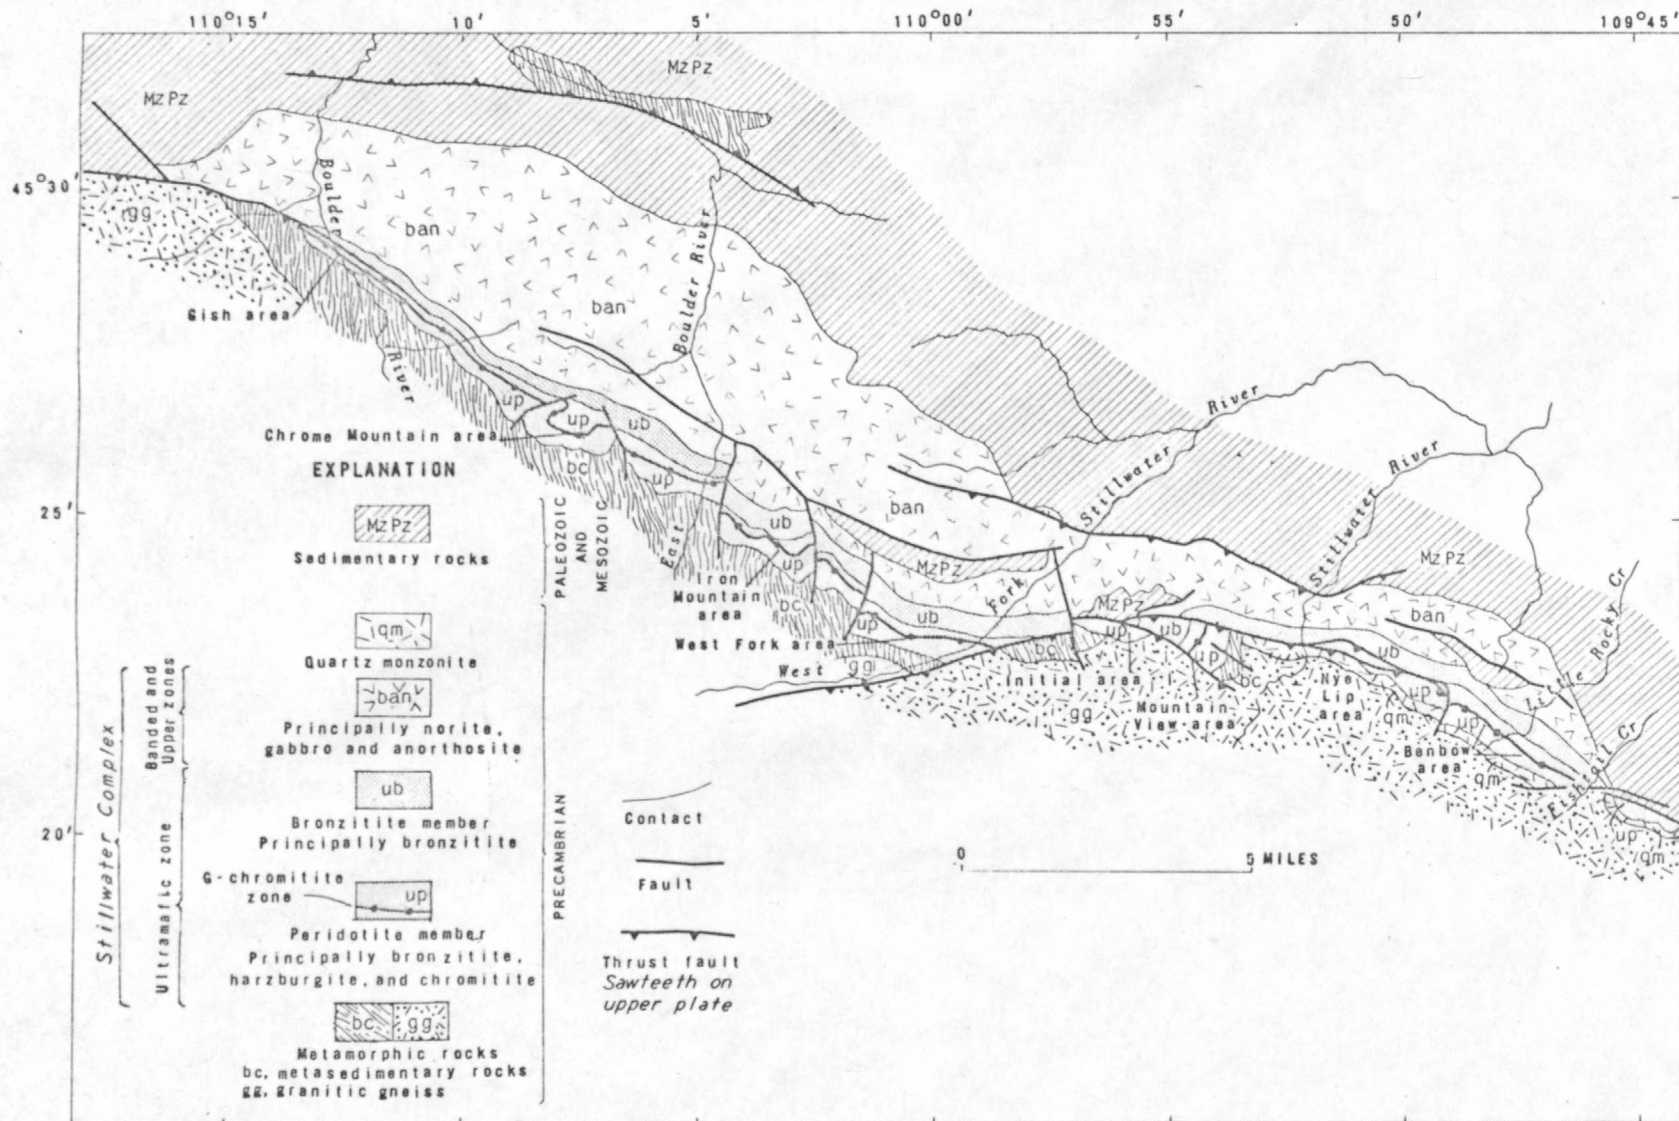 110°15'
10'
5'
110°00'
55'
50'
109°45'
MzPz
MzPz
45°30'
gg
Boulder
ban
Boulder River
ban
Gish area
River
up
up
ub
Chrome Mountain area
bc
up
EXPLANATION
River
Stillwater
River
Stillwater
25'
ban
ub
MzPz
MzPz
Sedimentary rocks
PALEOZOIC
AND
MESOZOIC
East
Iron
Mountain
area
up
bc
MzPz
Fork
MzPz
ban
Little Rocky Cr
qm
Quartz monzonite
West Fork area
up
ub
bc
up
ub
up
bc
ub
West
gg
Initial area
gg
Mountain
View area
Nye
Lip
area
qm
up
up
Benbow
area
qm
Fishtail Cr
up
qm
ban
Principally norite,
gabbro and anorthosite
Banded and
Upper zones
Stillwater Complex
Ultramafic zone
ub
Bronzitite member
Principally bronzitite
20'
PRECAMBRIAN
Contact
0
5 MILES
Fault
G-chromitite
zone
up
Peridotite member
Principally bronzitite,
harzburgite, and chromitite
Thrust fault
Sawteeth on
upper plate
bc
gg
Metamorphic rocks
bc, metasedimentary rocks
gg, granitic gneiss